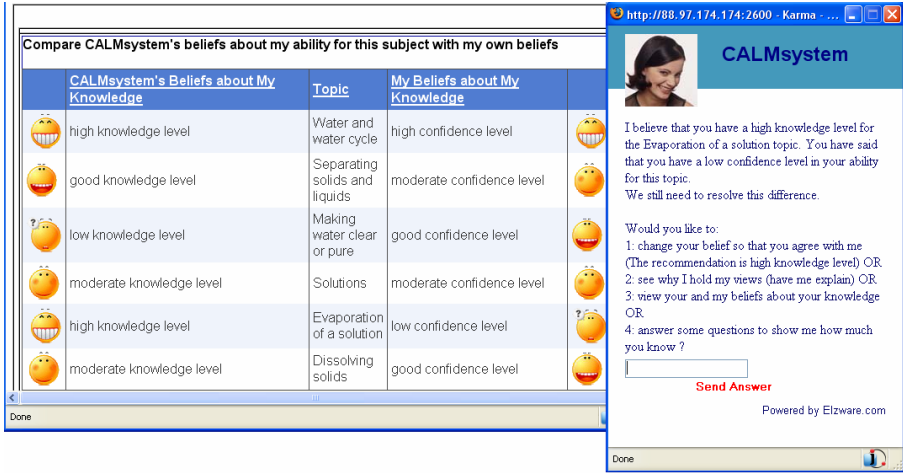 Compare CALMsystem's beliefs about my ability for this subject with my own beliefs
CALMsystem's Beliefs about My
Knowledge
Topic
My Beliefs about My
Knowledge
high knowledge level
Water and
water cycle
high confidence level
good knowledge level
Separating
solids and
liquids
moderate confidence level
?
low knowledge level
Making
water clear
or pure
good confidence level
moderate knowledge level
Solutions
moderate confidence level
high knowledge level
Evaporation
of a solution
low confidence level
?
moderate knowledge level
Dissolving
solids
good confidence level
Done
http://88.97.174.174:2600 - Karma - ...
CALMsystem
I believe that you have a high knowledge level for
the Evaporation of a solution topic. You have said
that you have a low confidence level in your ability
for this topic.
We still need to resolve this difference.
Would you like to:
1: change your belief so that you agree with me
(The recommendation is high knowledge level) OR
2: see why I hold my views (have me explain) OR
3: view your and my beliefs about your knowledge
OR
4: answer some questions to show me how much
you know ?
Send Answer
Powered by Elzware.com
Done